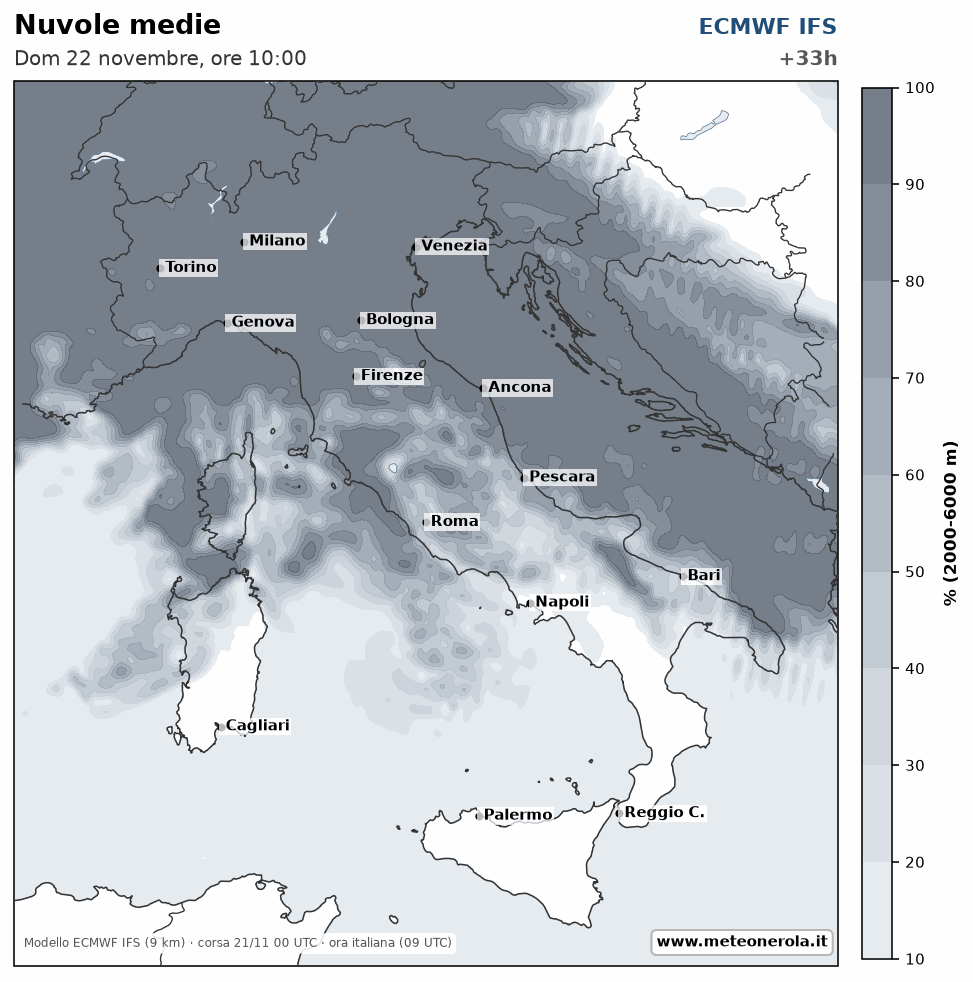 Nuvole medie
ECMWF IFS
Dom 22 novembre, ore 10:00
+33h
100
90
80
70
60
50
40
30
20
10
% (2000-6000 m)
Milano
Venezia
Torino
Genova
Bologna
Firenze
Ancona
Pescara
Roma
Bari
Napoli
Cagliari
Palermo
Reggio C.
Modello ECMWF IFS (9 km) · corsa 21/11 00 UTC · ora italiana (09 UTC)
www.meteonerola.it